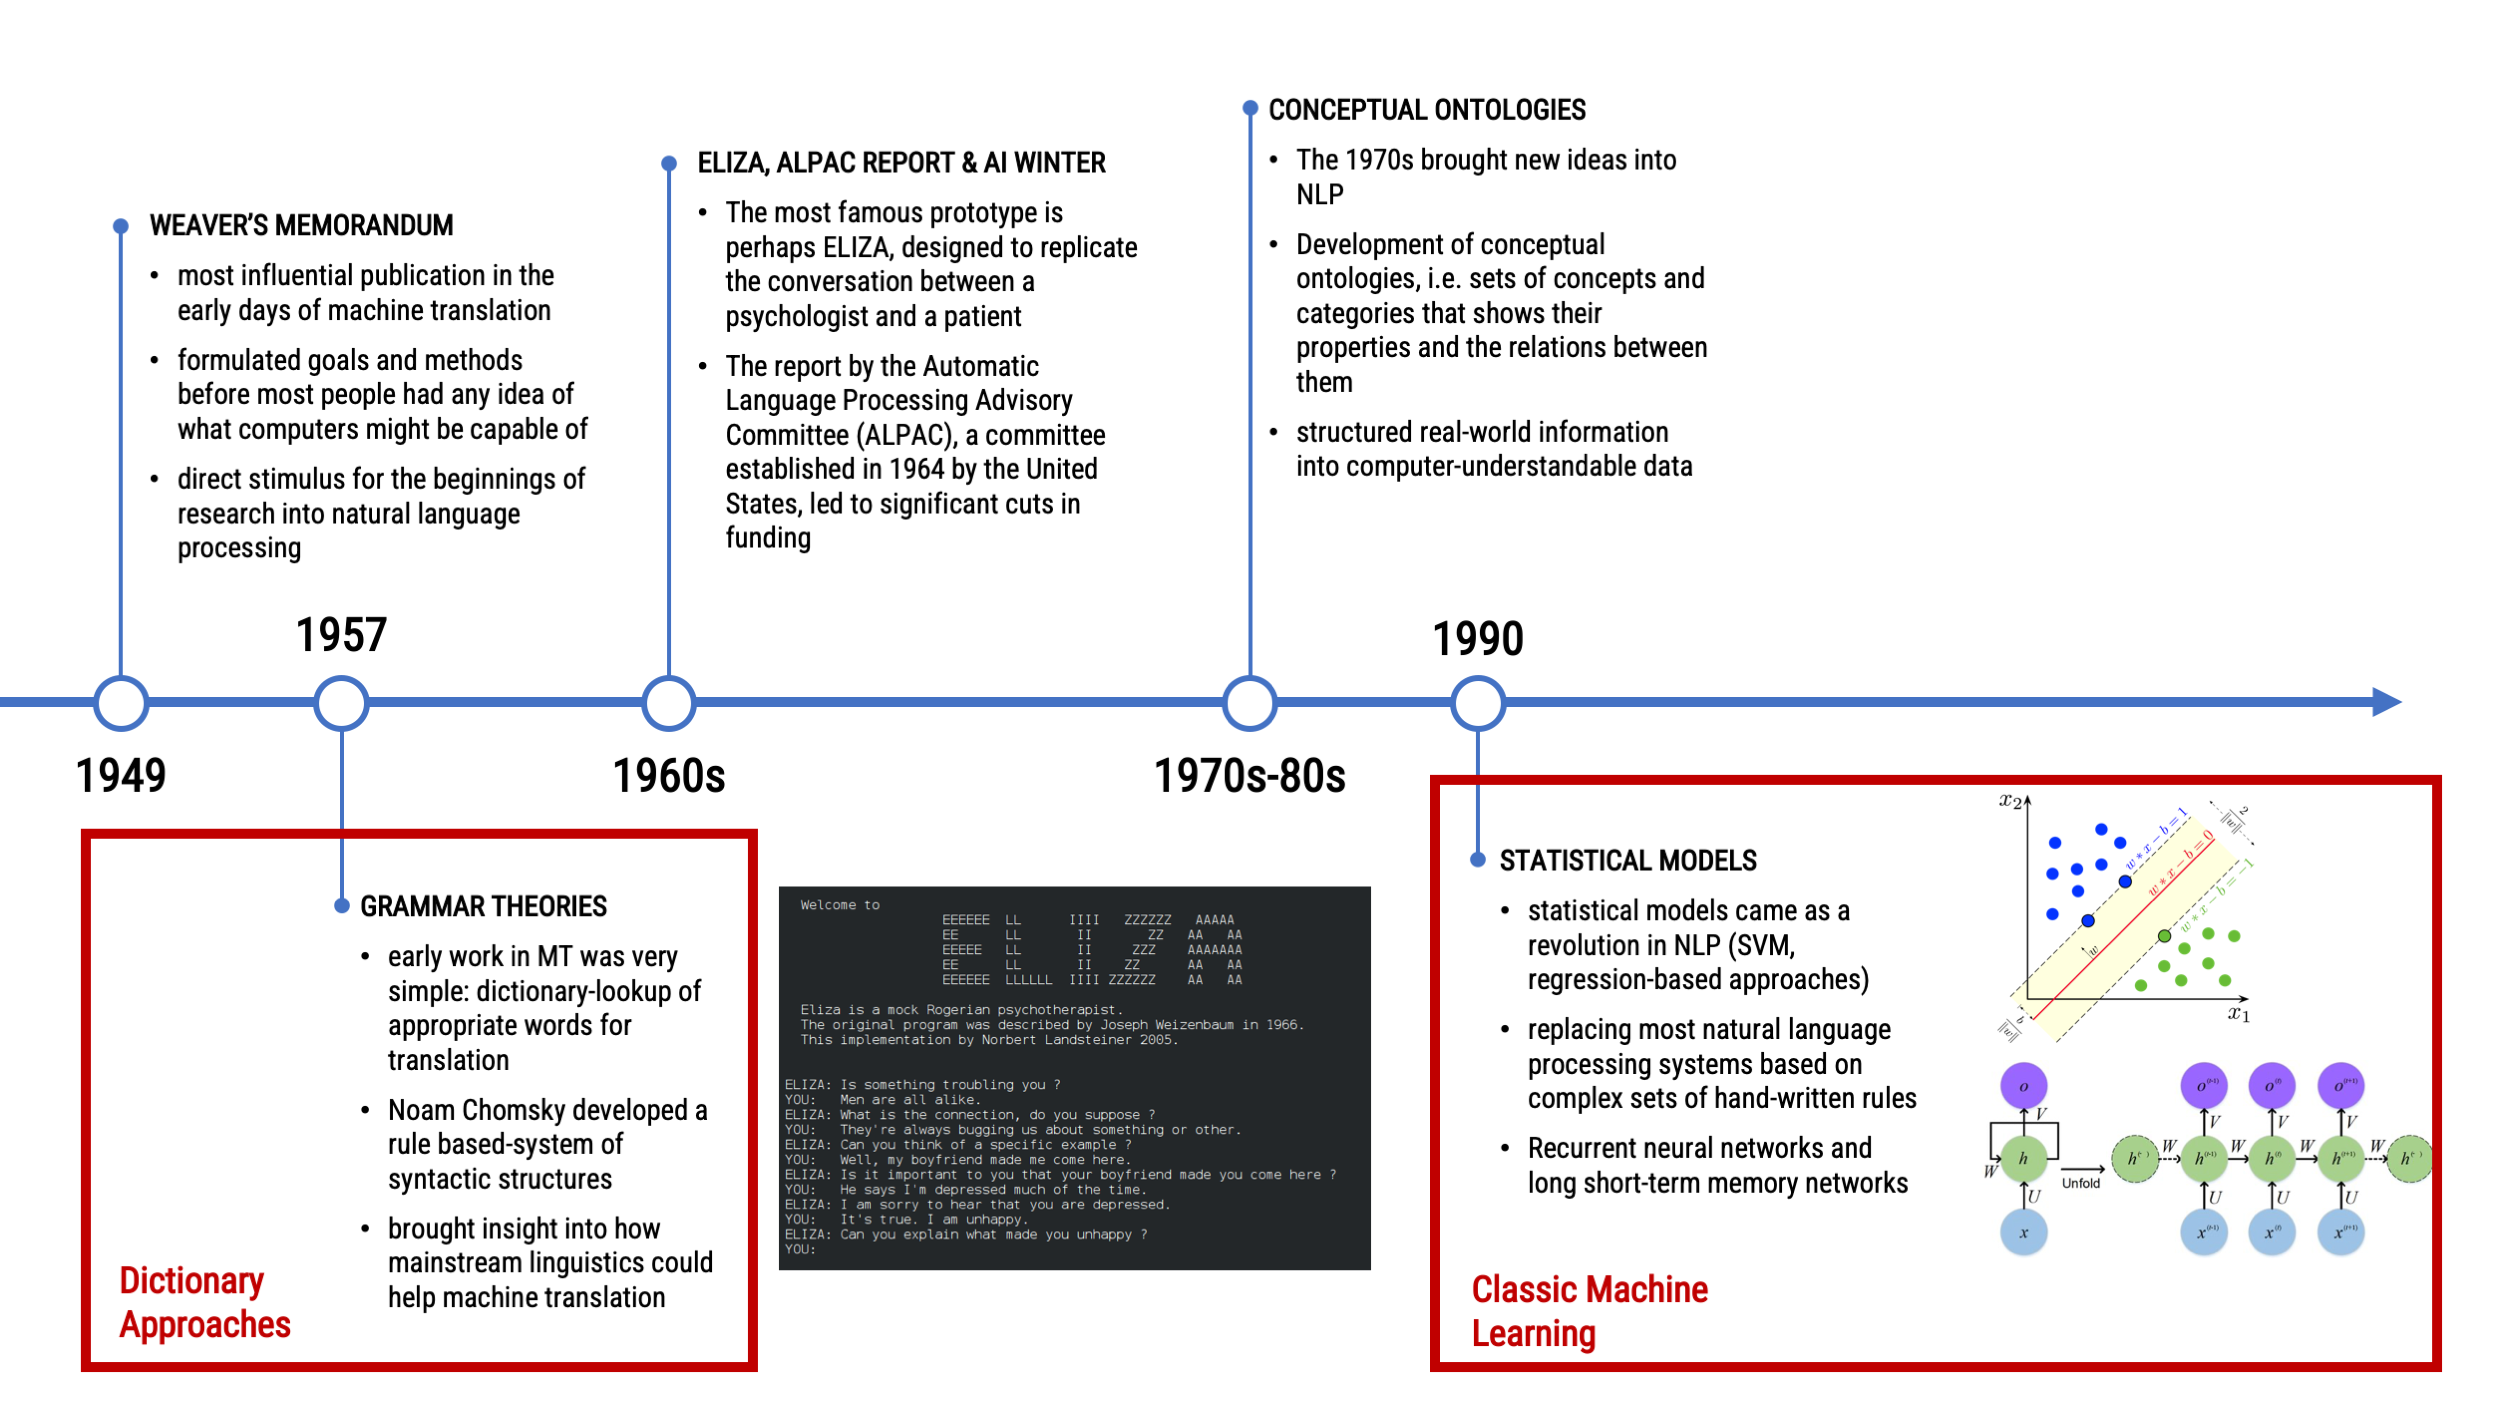 WEAVER'S MEMORANDUM
• most influential publication in the
early days of machine translation
• formulated goals and methods
before most people had any idea of
what computers might be capable of
• direct stimulus for the beginnings of
research into natural language
processing
ELIZA, ALPAC REPORT & AI WINTER
• The most famous prototype is
perhaps ELIZA, designed to replicate
the conversation between a
psychologist and a patient
• The report by the Automatic
Language Processing Advisory
Committee (ALPAC), a committee
established in 1964 by the United
States, led to significant cuts in
funding
CONCEPTUAL ONTOLOGIES
• The 1970s brought new ideas into
NLP
• Development of conceptual
ontologies, i.e. sets of concepts and
categories that shows their
properties and the relations between
them
• structured real-world information
into computer-understandable data
1957
1990
1949
1960s
1970s-80s
GRAMMAR THEORIES
• early work in MT was very
simple: dictionary-lookup of
appropriate words for
translation
• Noam Chomsky developed a
rule based-system of
syntactic structures
• brought insight into how
mainstream linguistics could
help machine translation
Dictionary
Approaches
Welcome to
EEEEEE LL IIII ZZZZZZ AAAAA
EE LL II ZZ AA AA
EEEEE LL II ZZZ AAAAAAA
EE LL II ZZ AA AA
EEEEEE LLLLLL IIII ZZZZZZ AA AA
Eliza is a mock Rogerian psychotherapist.
The original program was described by Joseph Weizenbaum in 1966.
This implementation by Norbert Landsteiner 2005.
ELIZA: Is something troubling you ?
YOU: Men are all alike.
ELIZA: What is the connection, do you suppose ?
YOU: They're always bugging us about something or other.
ELIZA: Can you think of a specific example ?
YOU: Well, my boyfriend made me come here.
ELIZA: Is it important to you that your boyfriend made you come here ?
YOU: He says I'm depressed much of the time.
ELIZA: I am sorry to hear that you are depressed.
YOU: It's true. I am unhappy.
ELIZA: Can you explain what made you unhappy ?
YOU:
STATISTICAL MODELS
• statistical models came as a
revolution in NLP (SVM,
regression-based approaches)
• replacing most natural language
processing systems based on
complex sets of hand-written rules
• Recurrent neural networks and
long short-term memory networks
Classic Machine
Learning
x₂
w * x − b = 1
w * x − b = 0
w * x − b = −1
2/‖w‖
w
b/‖w‖
x₁
o o⁽ᵗ⁻¹⁾ o⁽ᵗ⁾ o⁽ᵗ⁺¹⁾
V V V V
h W h W h⁽ᵗ⁻¹⁾ W h⁽ᵗ⁾ W h⁽ᵗ⁺¹⁾ W h
W Unfold
U U U U
x x⁽ᵗ⁻¹⁾ x⁽ᵗ⁾ x⁽ᵗ⁺¹⁾